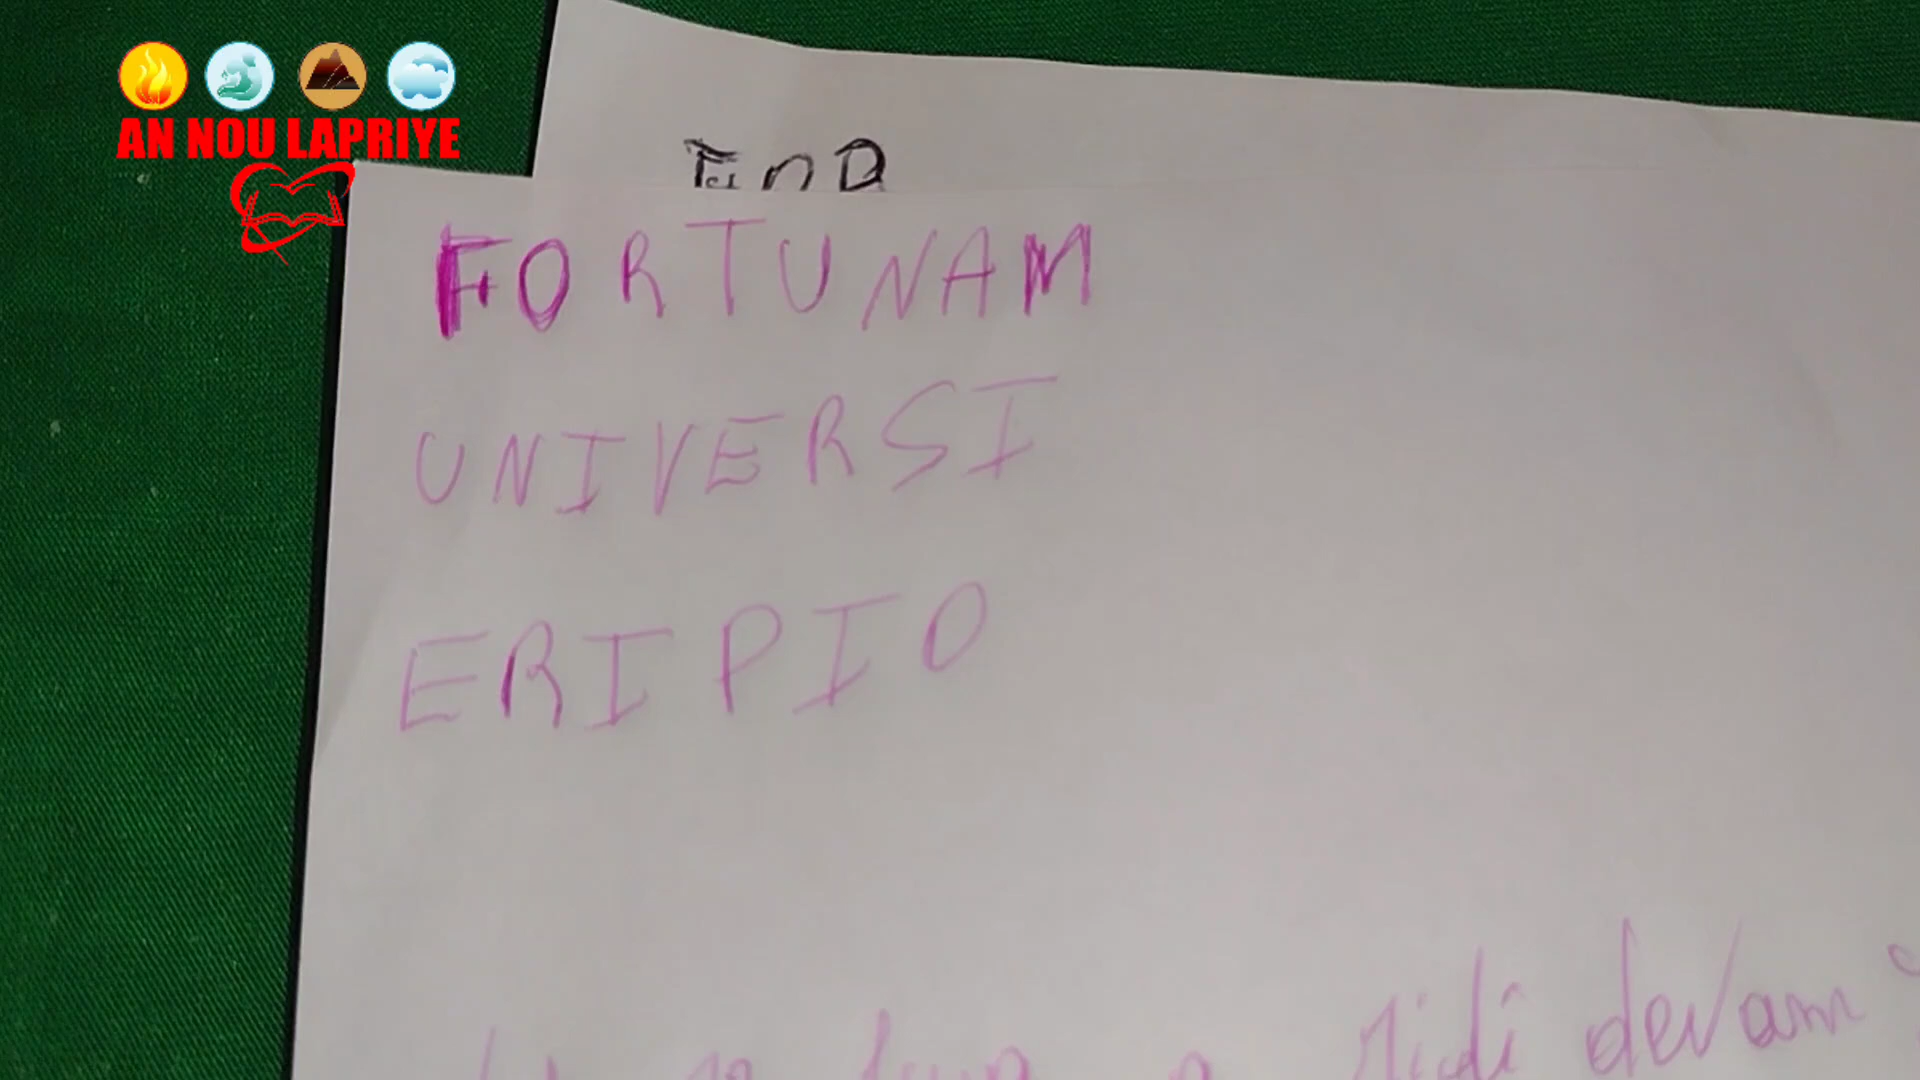 AN NOU LAPRIYE
FORTUNAM
UNIVERSI
ERIPIO
devam